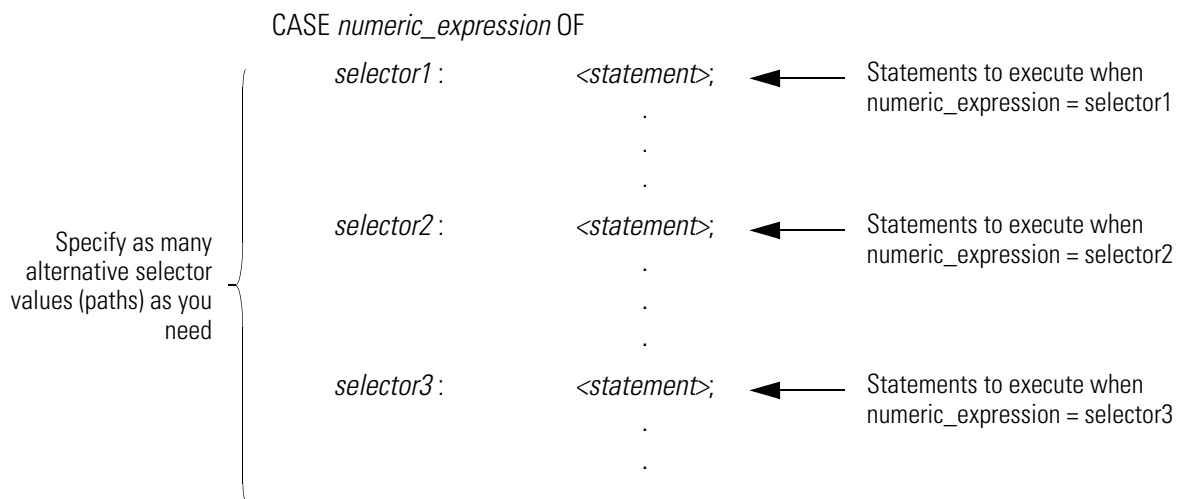 CASE numeric_expression OF
selector1 : <statement>; Statements to execute when
numeric_expression = selector1
.
.
.
selector2 : <statement>; Statements to execute when
numeric_expression = selector2
Specify as many
alternative selector
values (paths) as you
need
.
.
.
selector3 : <statement>; Statements to execute when
numeric_expression = selector3
.
.